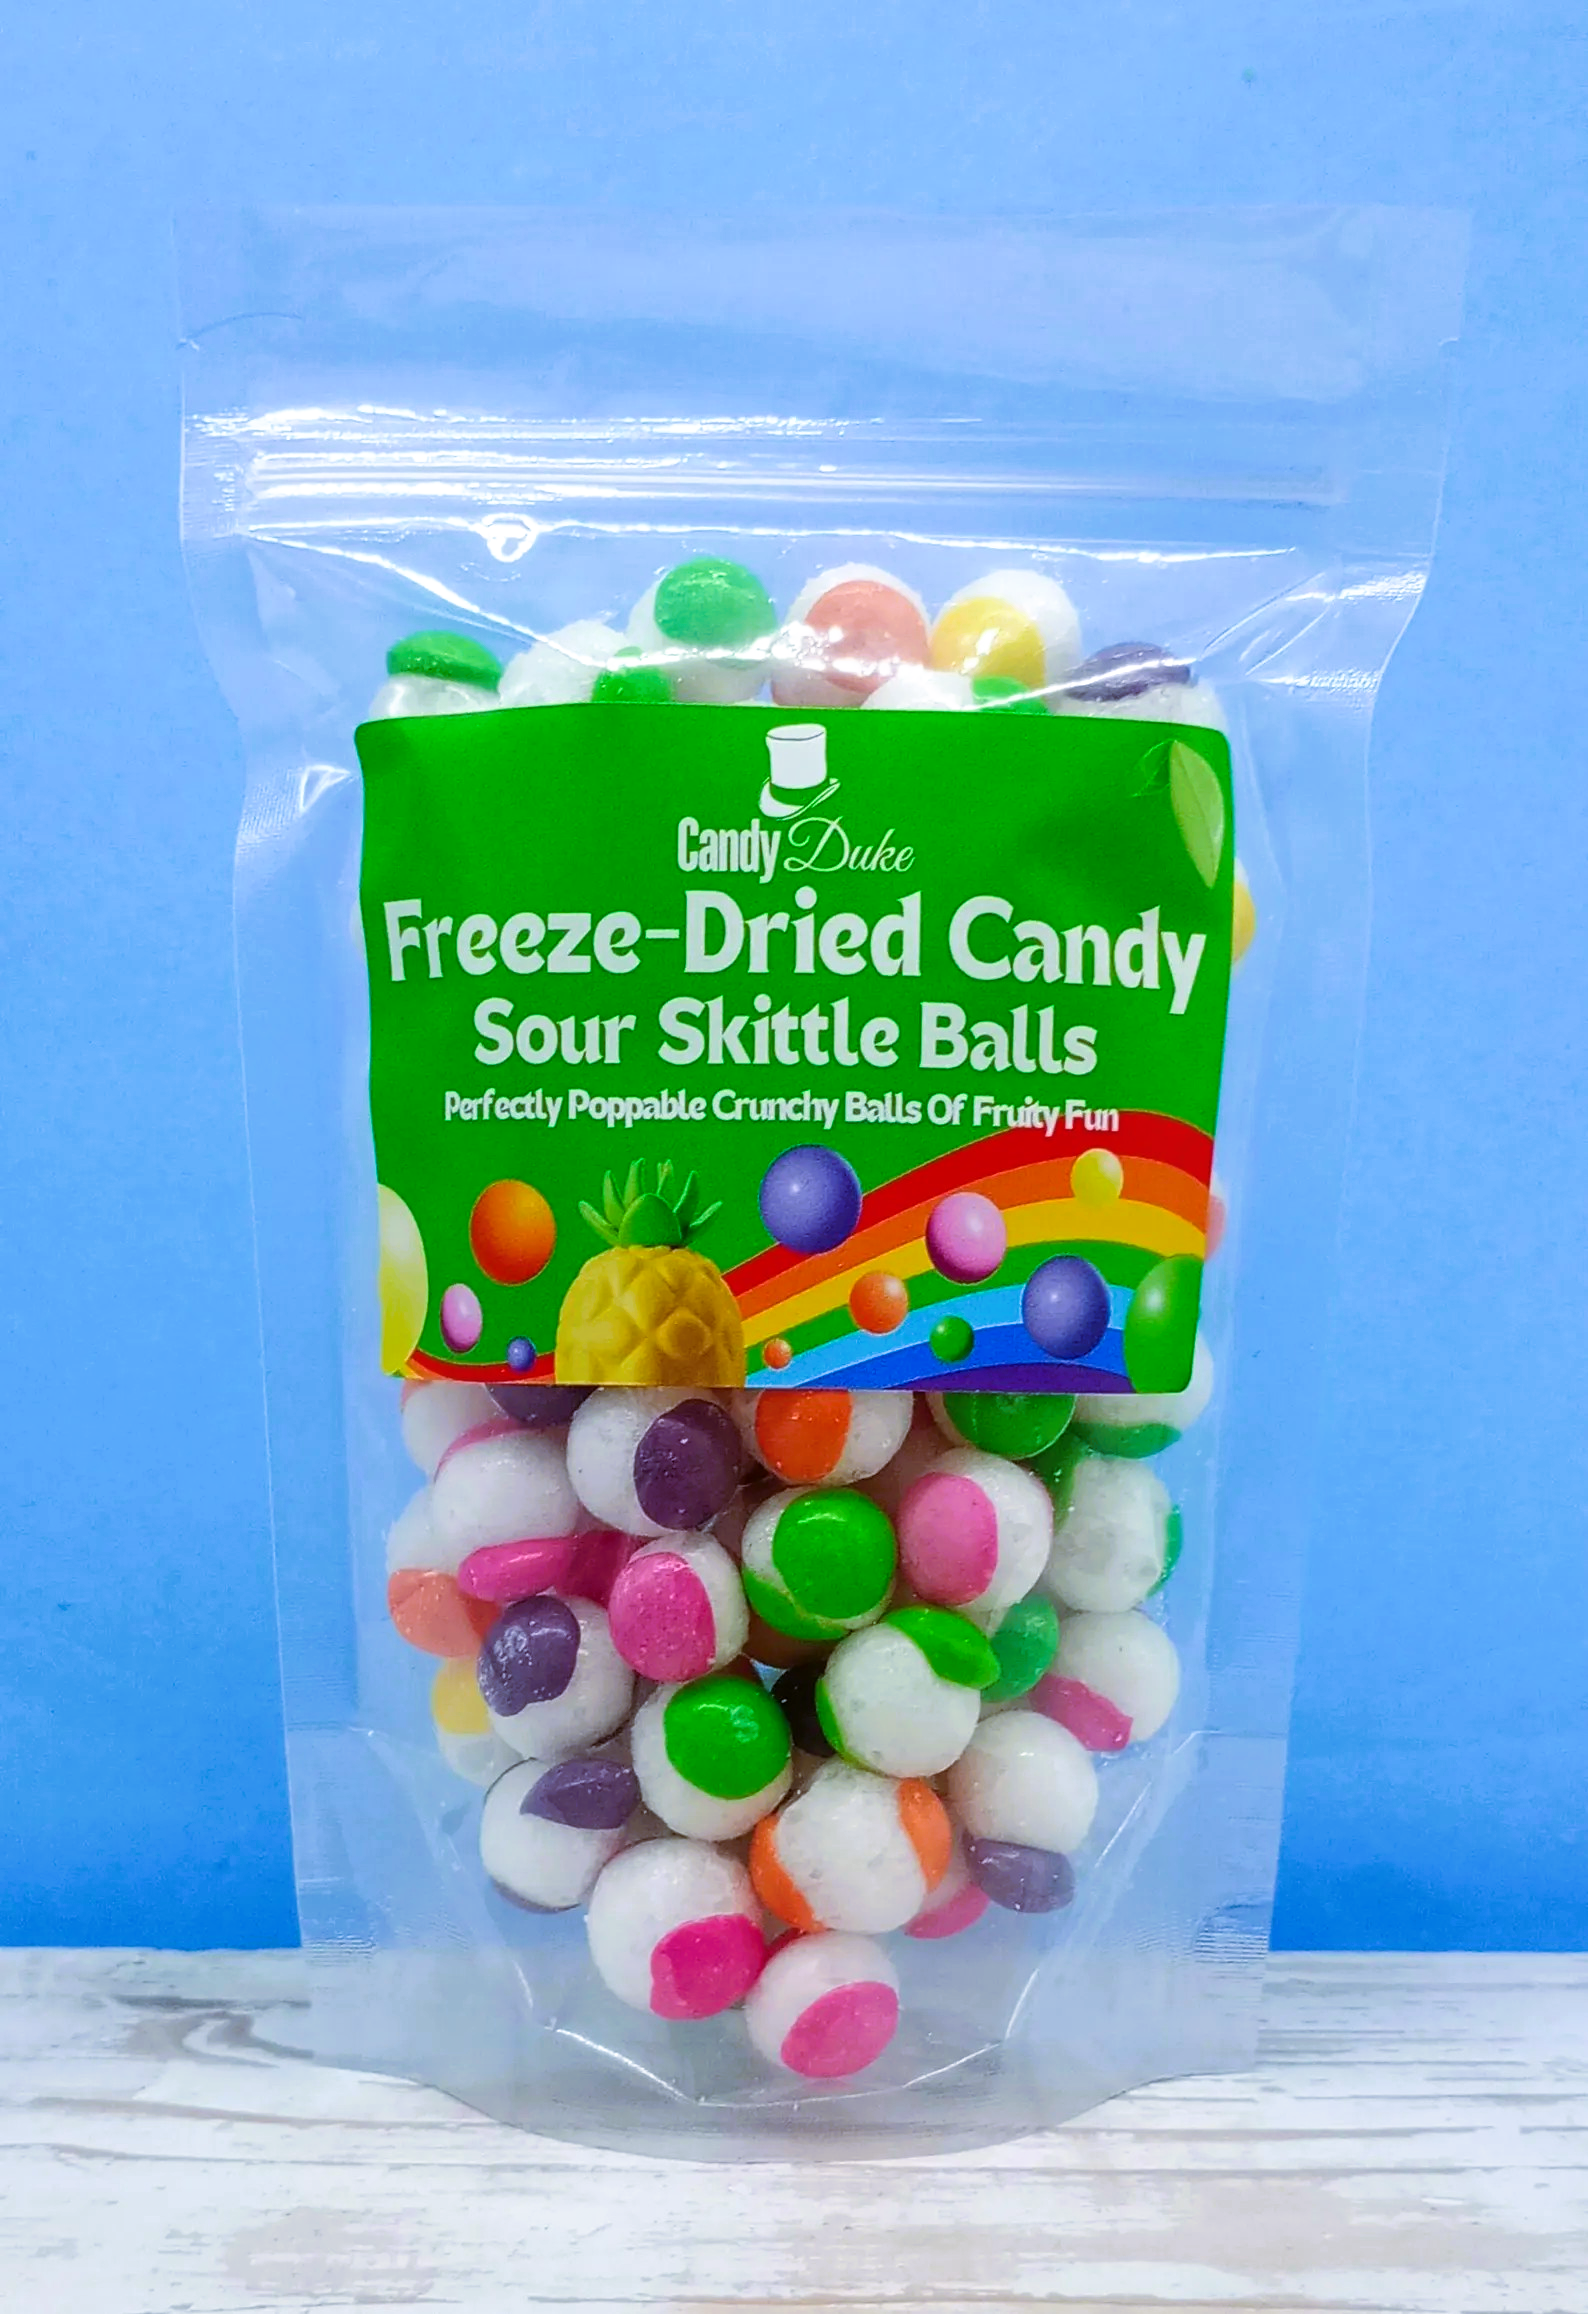 Candy Duke
Freeze-Dried Candy
Sour Skittle Balls
Perfectly Poppable Crunchy Balls Of Fruity Fun